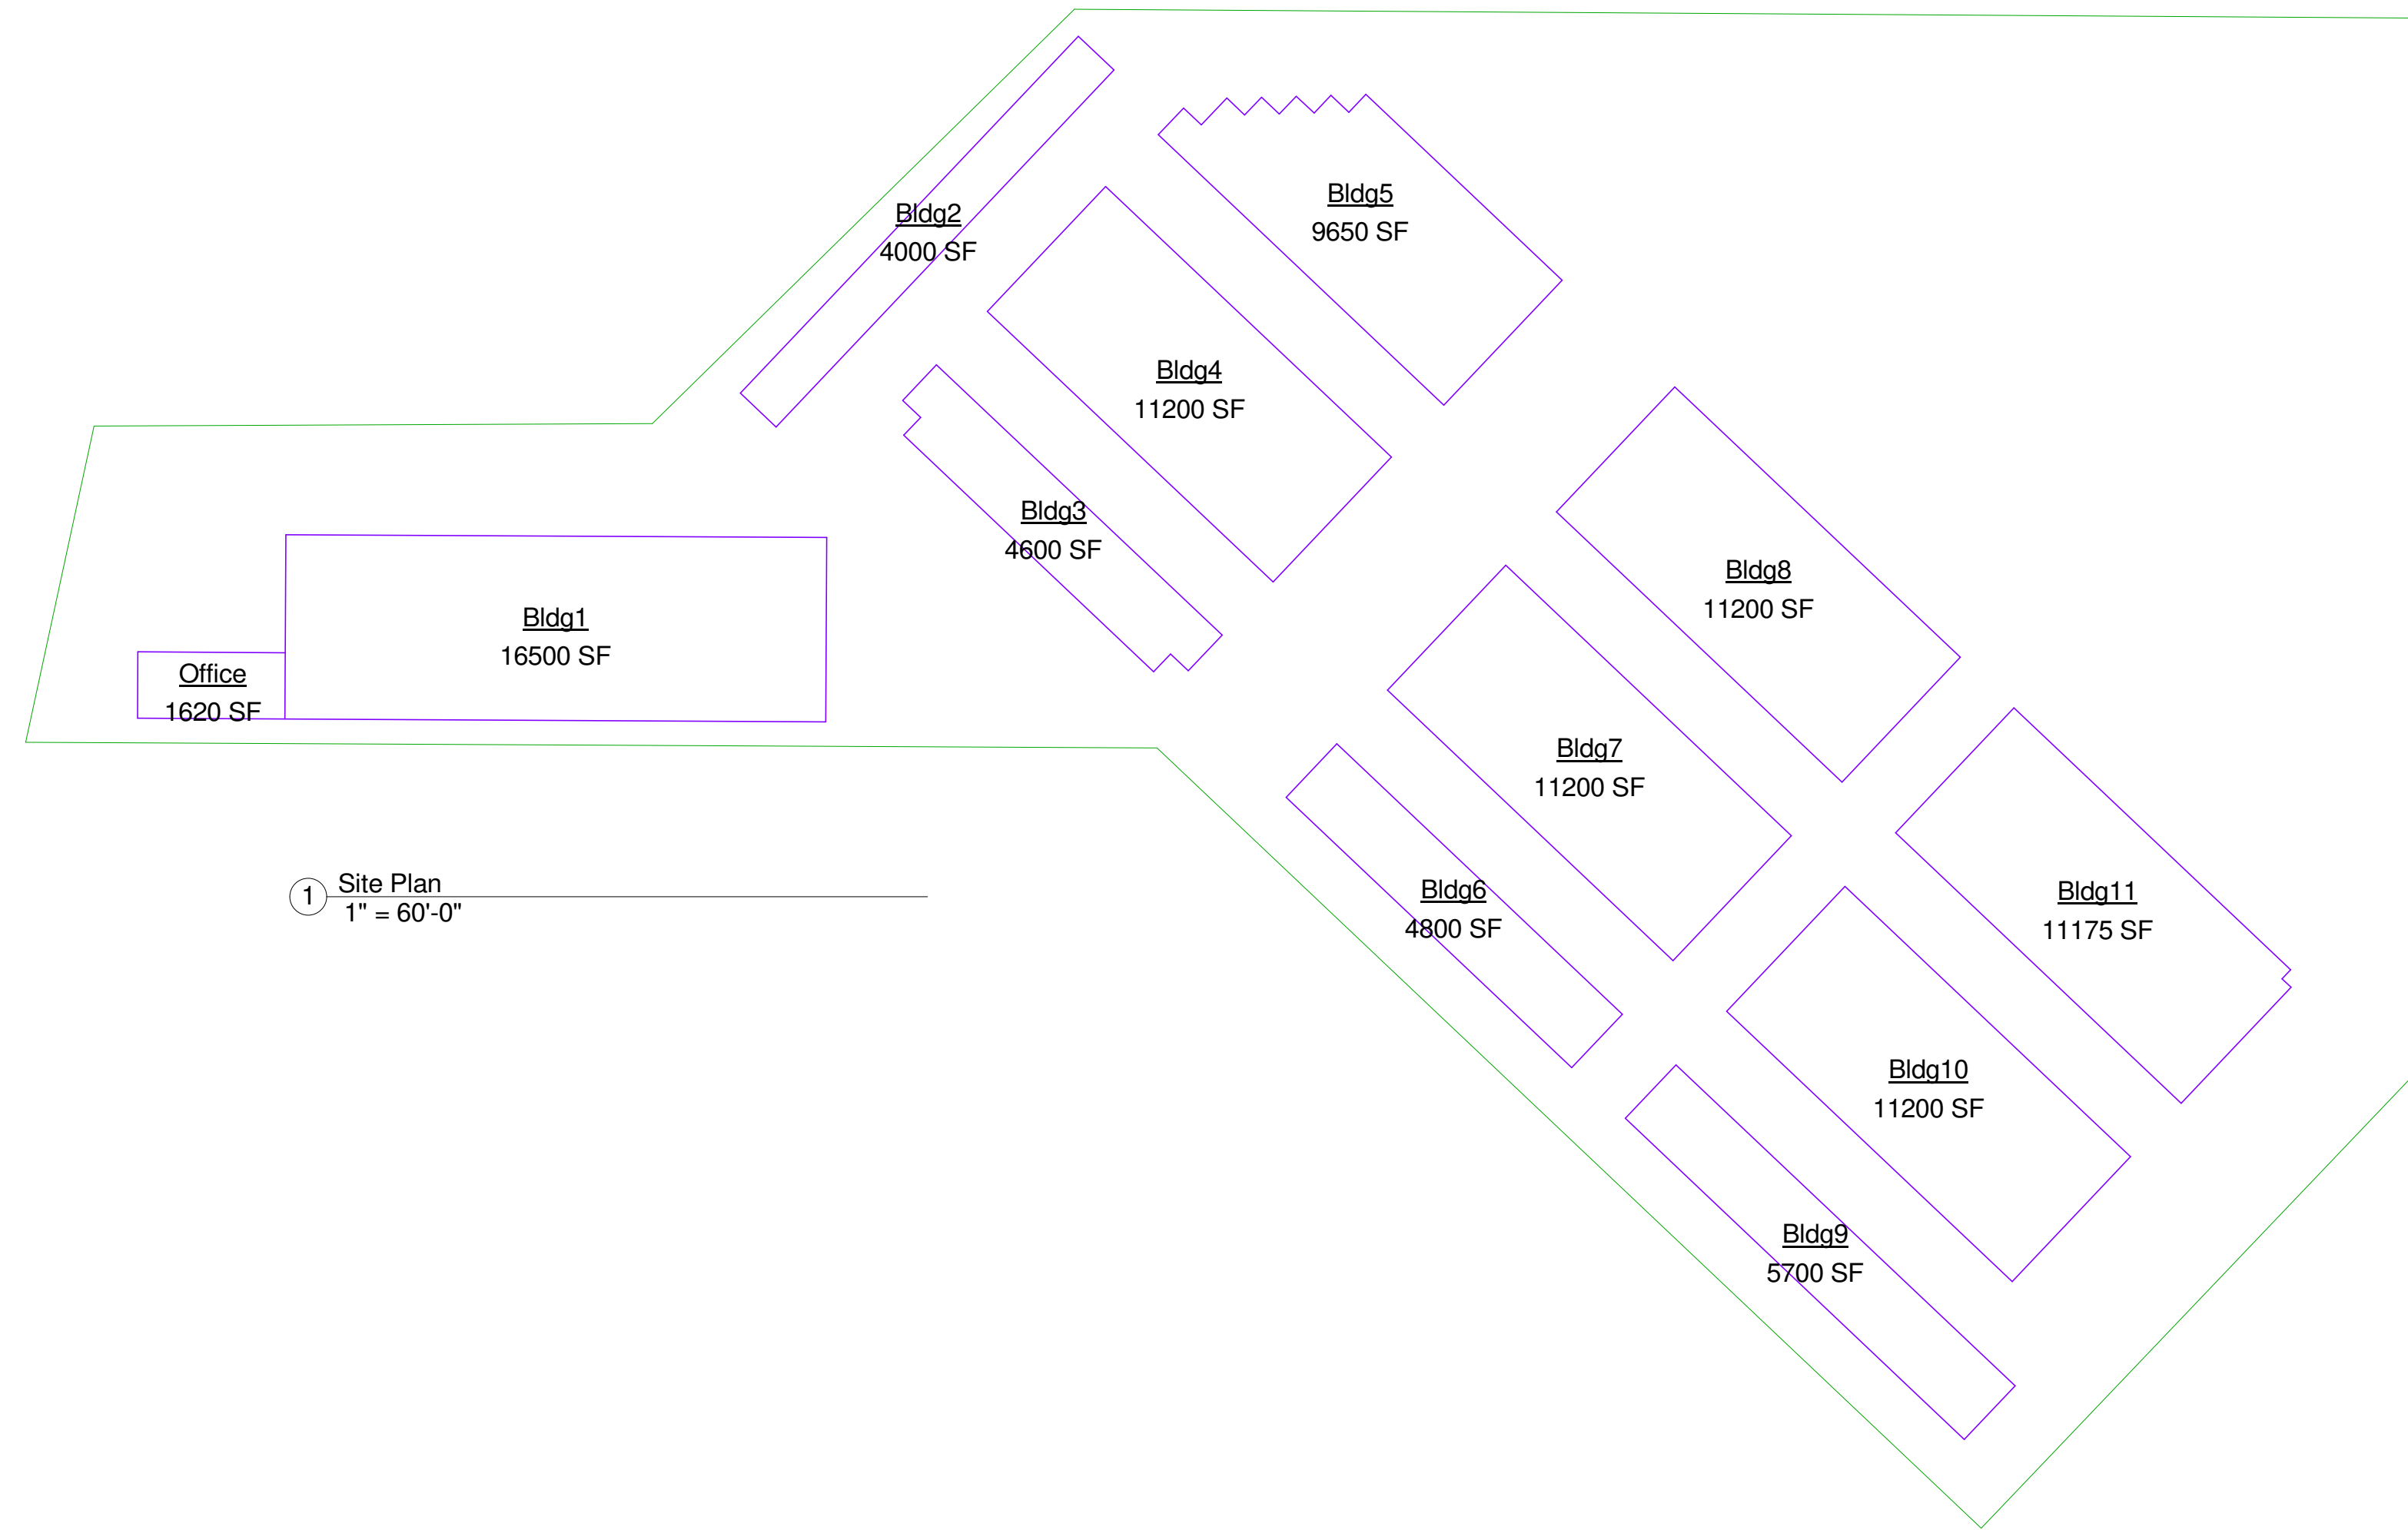 Bldg2
4000 SF
Bldg5
9650 SF
Bldg4
11200 SF
Bldg3
4600 SF
Bldg8
11200 SF
Bldg1
16500 SF
Office
1620 SF
Bldg7
11200 SF
Bldg6
4800 SF
Bldg11
11175 SF
Bldg10
11200 SF
Bldg9
5700 SF
1 Site Plan
1" = 60'-0"